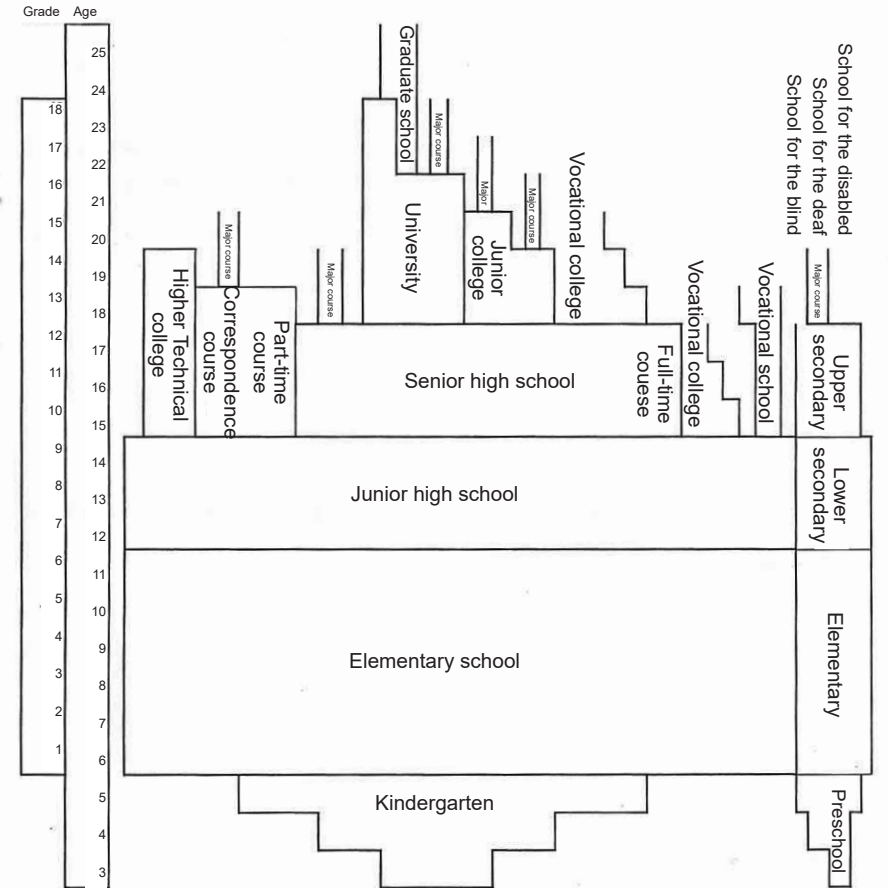 Grade Age
25
24
18
23
17
22
16
21
15
20
14
19
13
18
12
17
11
16
10
15
9
14
8
13
7
12
6
11
5
10
4
9
3
8
2
7
1
6
5
4
3
Graduate school
Major course
Major
Major course
Vocational college
University
Junior
college
Major course
Major course
Higher Technical
college
Correspondence
course
Part-time
course
Senior high school
Full-time
couese
Vocational college
Vocational school
School for the disabled
School for the deaf
School for the blind
Major course
Upper
secondary
Junior high school
Lower
secondary
Elementary school
Elementary
Kindergarten
Preschool